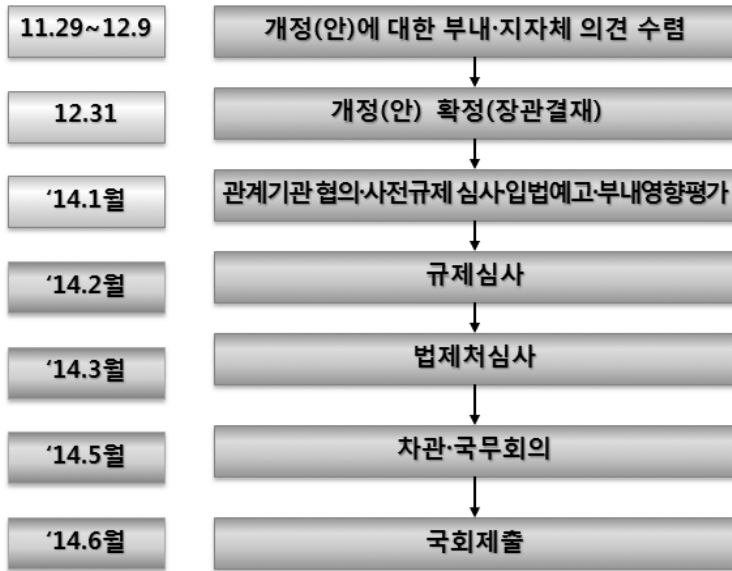 11.29~12.9 개정(안)에 대한 부내·지자체 의견 수렴
12.31 개정(안) 확정(장관결재)
‘14.1월 관계기관 협의·사전규제 심사·입법예고·부내영향평가
‘14.2월 규제심사
‘14.3월 법제처심사
‘14.5월 차관·국무회의
‘14.6월 국회제출